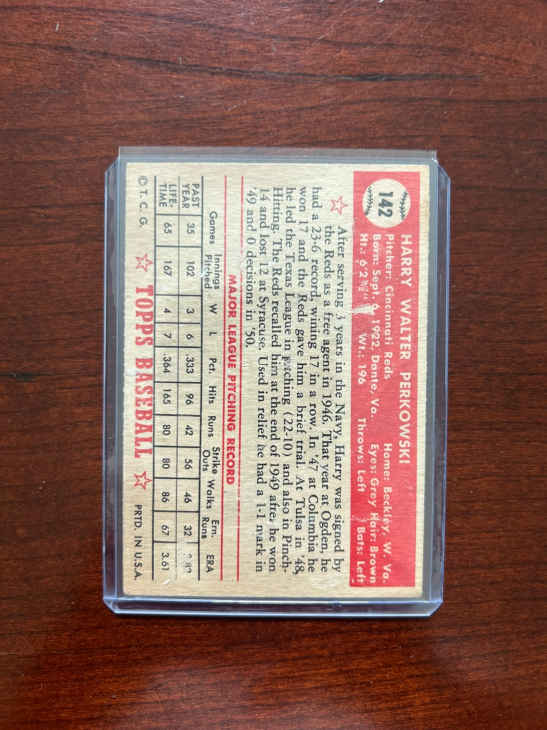 142
HARRY WALTER PERKOWSKI
Pitcher: Cincinnati Reds Home: Beckley, W. Va.
Born: Sept. 6, 1922, Dante, Va. Eyes: Grey Hair: Brown
Ht.: 6'2½" Wt.: 196 Throws: Left Bats: Left
After serving 3 years in the Navy, Harry was signed by
the Reds as a free agent in 1946. That year at Ogden, he
had a 23-6 record, wining 17 in a row. In '47 at Columbia he
won 17 and the Reds gave him a brief trial. At Tulsa in '48,
he led the Texas League in pitching (22-10) and also in Pinch-
Hitting. The Reds recalled him at the end of 1949 after he won
14 and lost 12 at Syracuse. Used in relief he had a 1-1 mark in
'49 and 0 decisions in '50.
MAJOR LEAGUE PITCHING RECORD
Games Innings Pitched W L Pct. Hits Runs Strike Outs Walks Ern. Runs ERA
PAST YEAR 35 102 3 6 .333 96 42 56 46 32
LIFE-TIME 65 167 4 7 .364 165 80 80 86 67 3.61
© T. C. G. TOPPS BASEBALL PRTD. IN U.S.A.